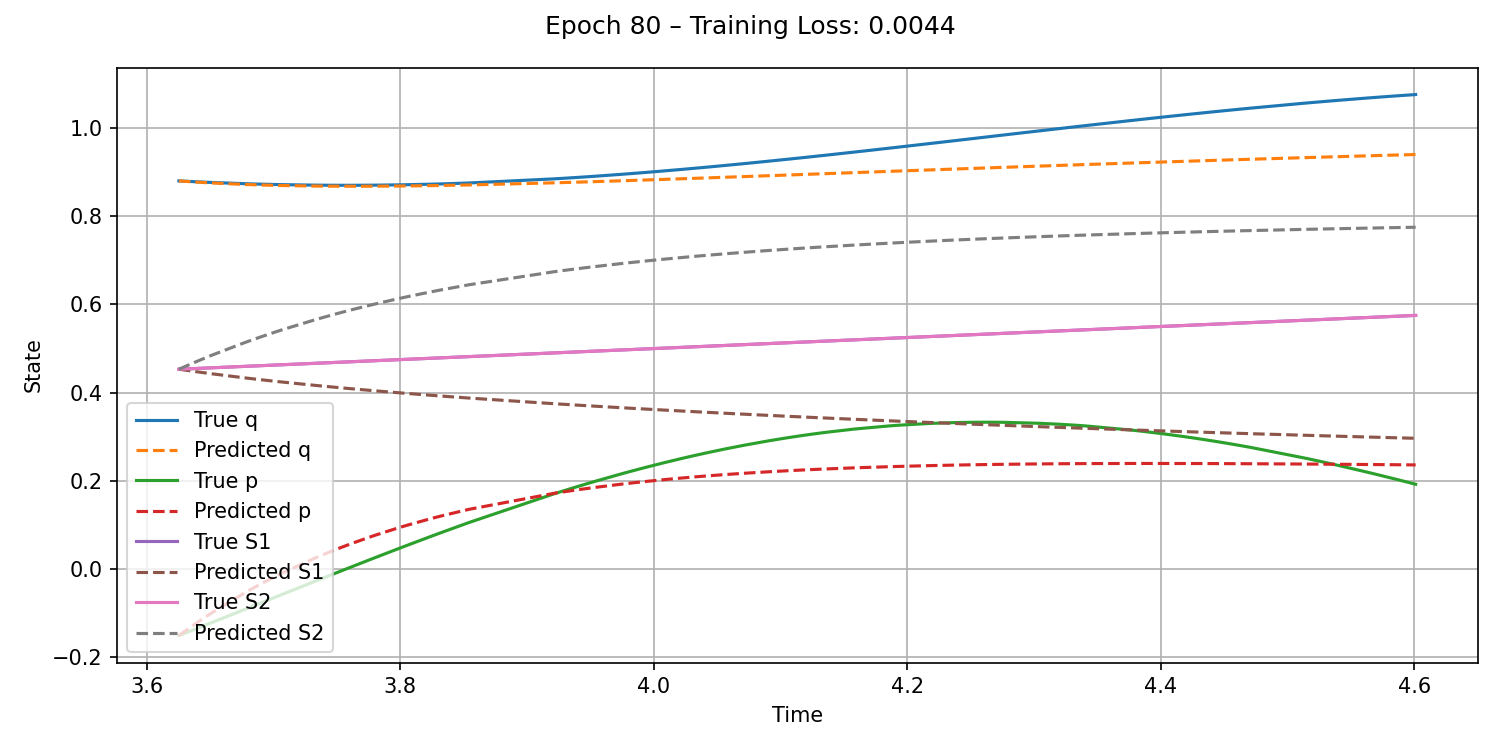 Epoch 80 – Training Loss: 0.0044
State
1.0
0.8
0.6
0.4
0.2
0.0
−0.2
True q
Predicted q
True p
Predicted p
True S1
Predicted S1
True S2
Predicted S2
3.6 3.8 4.0 4.2 4.4 4.6
Time